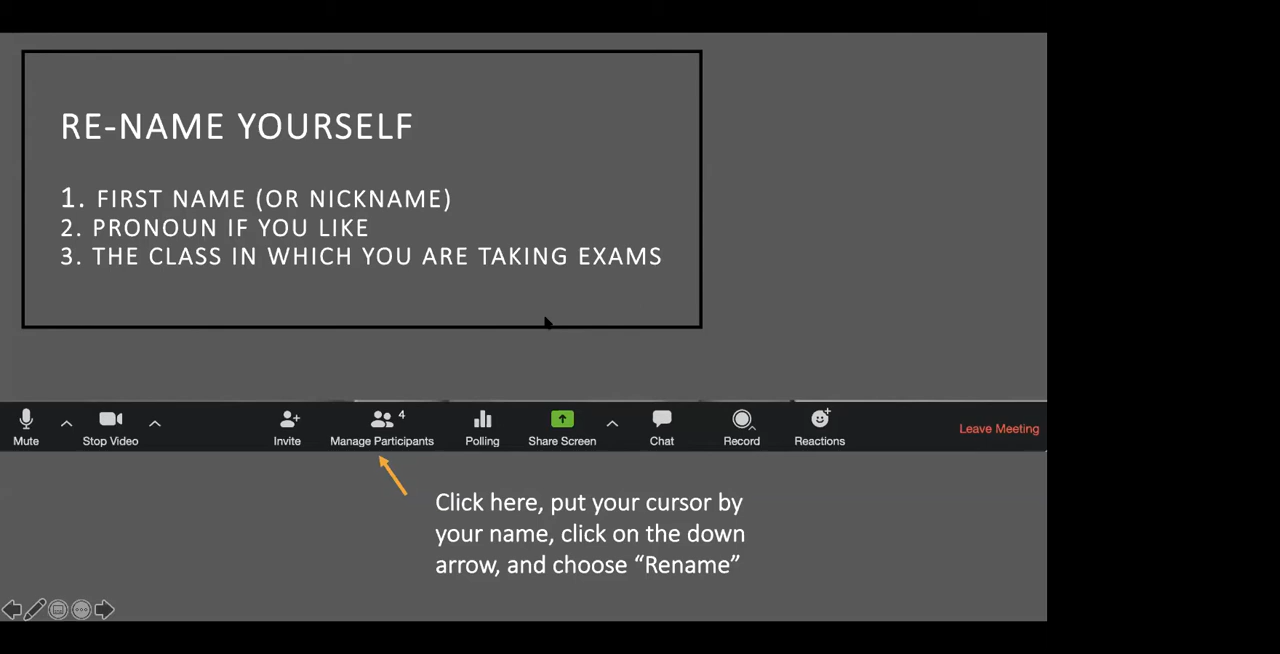 RE-NAME YOURSELF
1. FIRST NAME (OR NICKNAME)
2. PRONOUN IF YOU LIKE
3. THE CLASS IN WHICH YOU ARE TAKING EXAMS
4
Mute
Stop Video
Invite
Manage Participants
Polling
Share Screen
Chat
Record
Reactions
Leave Meeting
Click here, put your cursor by
your name, click on the down
arrow, and choose “Rename”